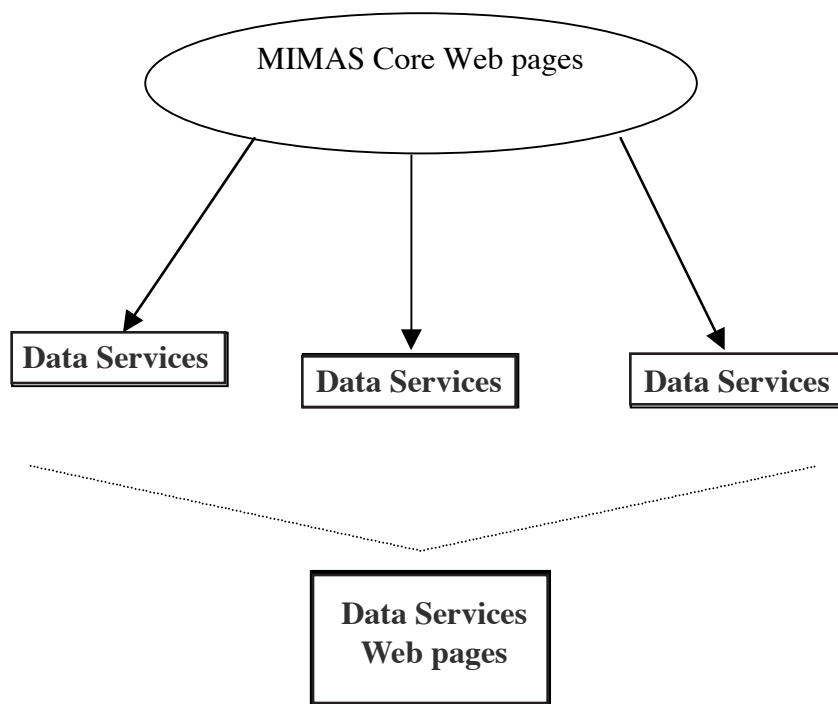 MIMAS Core Web pages
Data Services
Data Services
Data Services
Data Services
Web pages